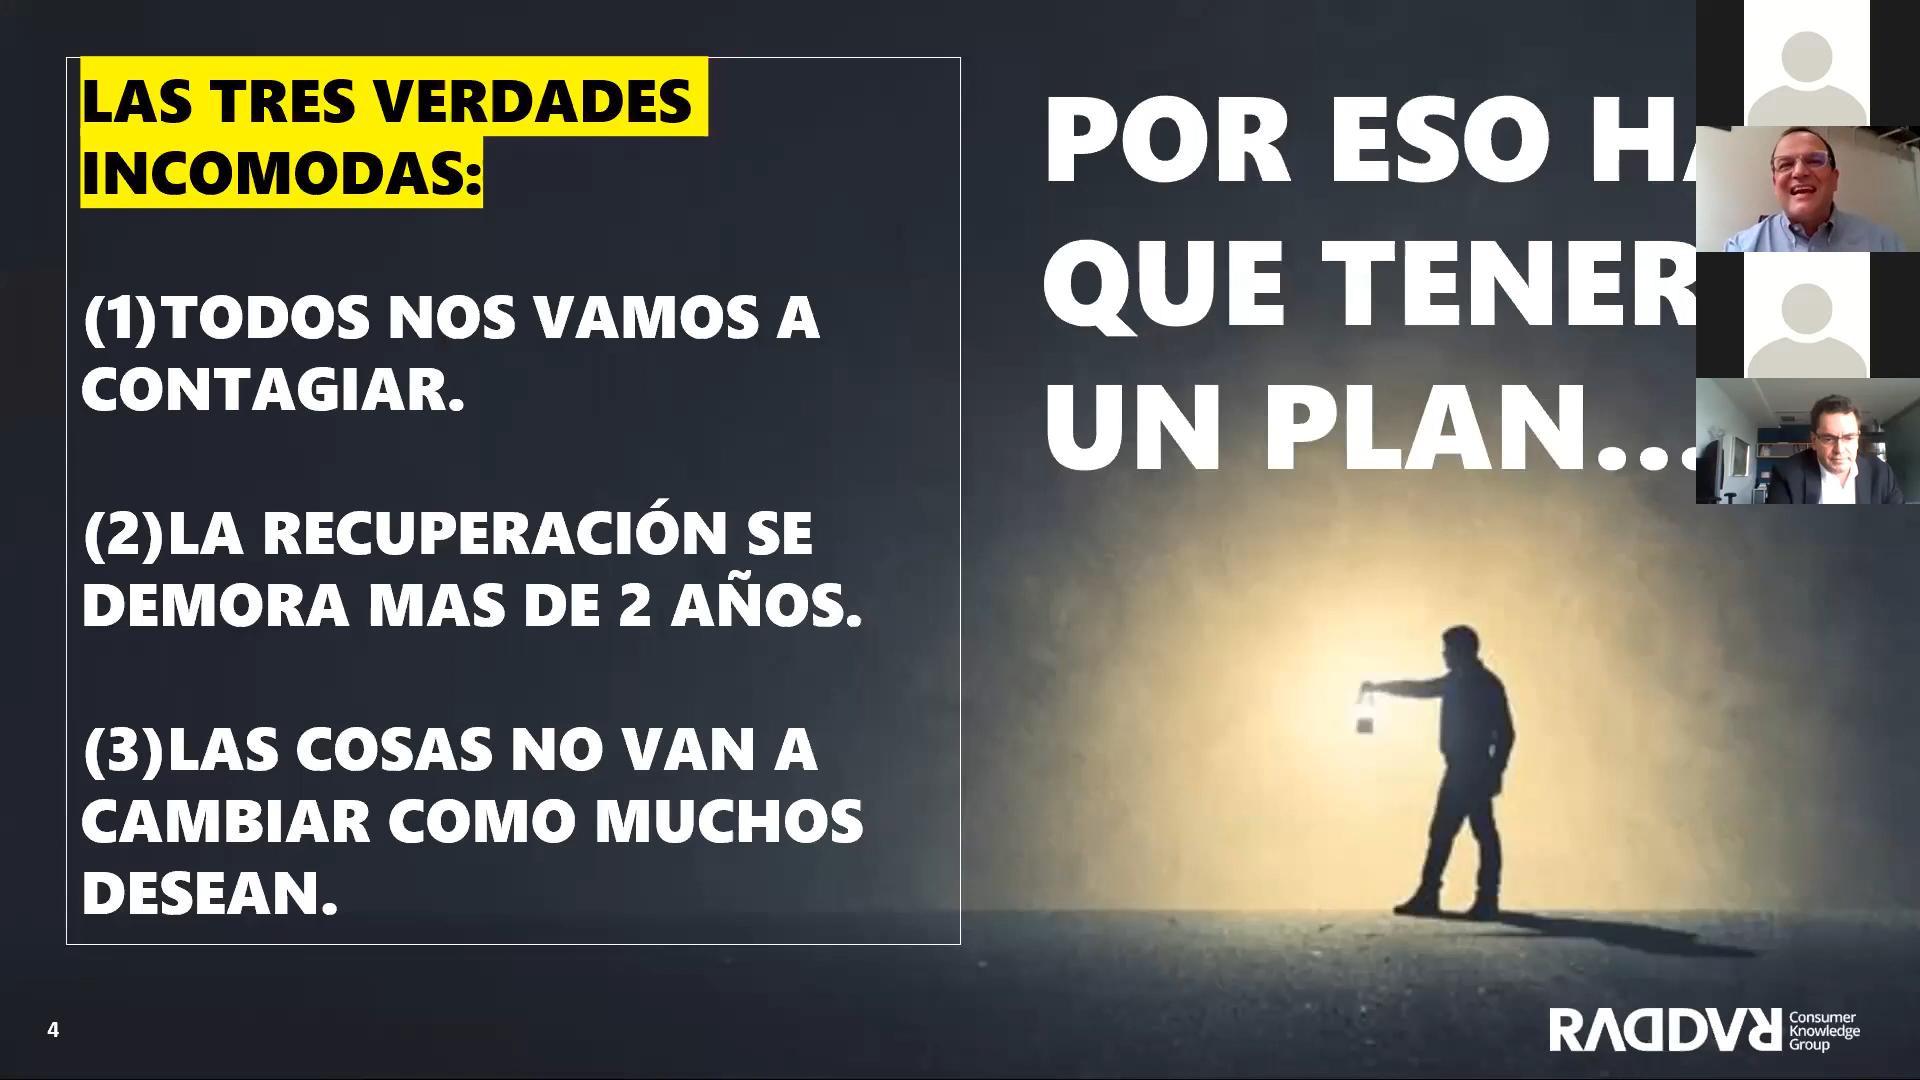 LAS TRES VERDADES
INCOMODAS:
(1)TODOS NOS VAMOS A
CONTAGIAR.
(2)LA RECUPERACIÓN SE
DEMORA MAS DE 2 AÑOS.
(3)LAS COSAS NO VAN A
CAMBIAR COMO MUCHOS
DESEAN.
POR ESO
QUE TENER
UN PLAN...
4
RADDAR
Consumer
Knowledge
Group